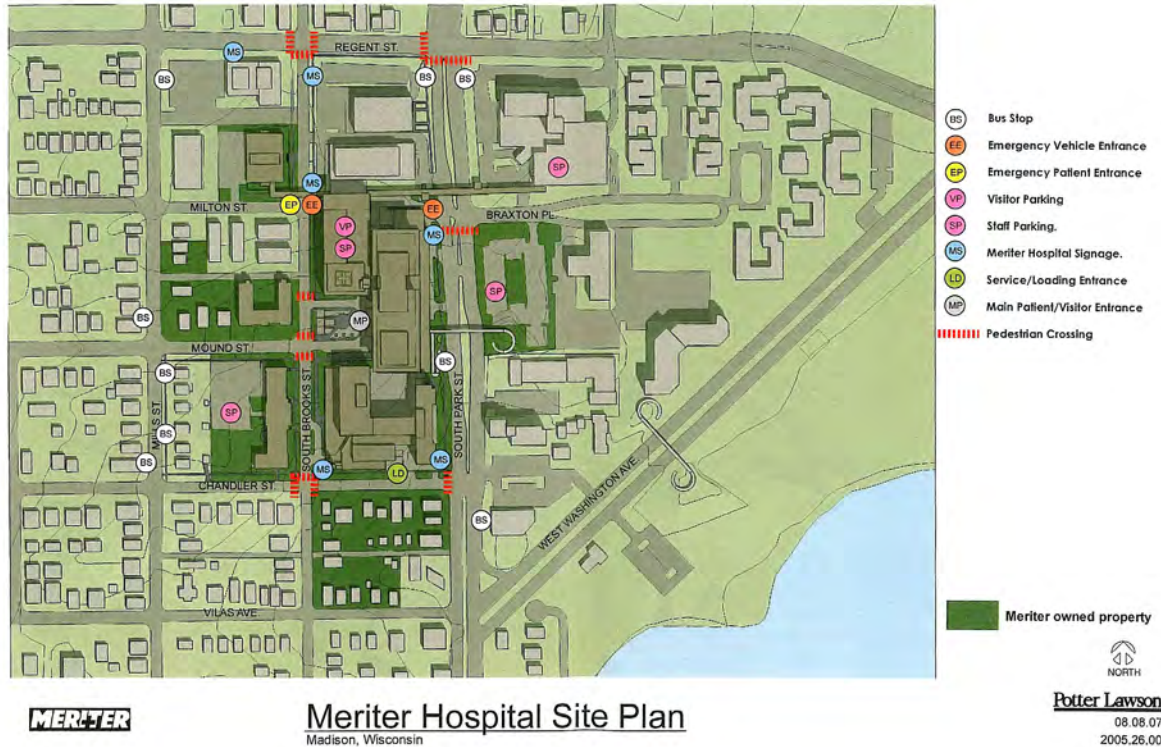 REGENT ST.
MS
BS
MS
BS
BS
SP
MS
MILTON ST.
EP
EE
VP
EE
BRAXTON PL.
MS
SP
SP
BS
MP
MOUND ST.
BS
BS
SP
MILLS ST.
SOUTH BROOKS ST.
SOUTH PARK ST.
BS
BS
MS
LD
MS
CHANDLER ST.
BS
WEST WASHINGTON AVE.
VILAS AVE
BS Bus Stop
EE Emergency Vehicle Entrance
EP Emergency Patient Entrance
VP Visitor Parking
SP Staff Parking.
MS Meriter Hospital Signage.
LD Service/Loading Entrance
MP Main Patient/Visitor Entrance
Pedestrian Crossing
Meriter owned property
NORTH
MERITER
Meriter Hospital Site Plan
Madison, Wisconsin
Potter Lawson
08.08.07
2005.26.00